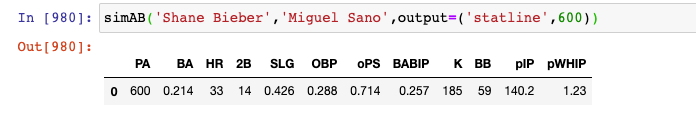 In [980]: simAB('Shane Bieber','Miguel Sano',output=('statline',600))
Out[980]:
PA BA HR 2B SLG OBP oPS BABIP K BB pIP pWHIP
0 600 0.214 33 14 0.426 0.288 0.714 0.257 185 59 140.2 1.23